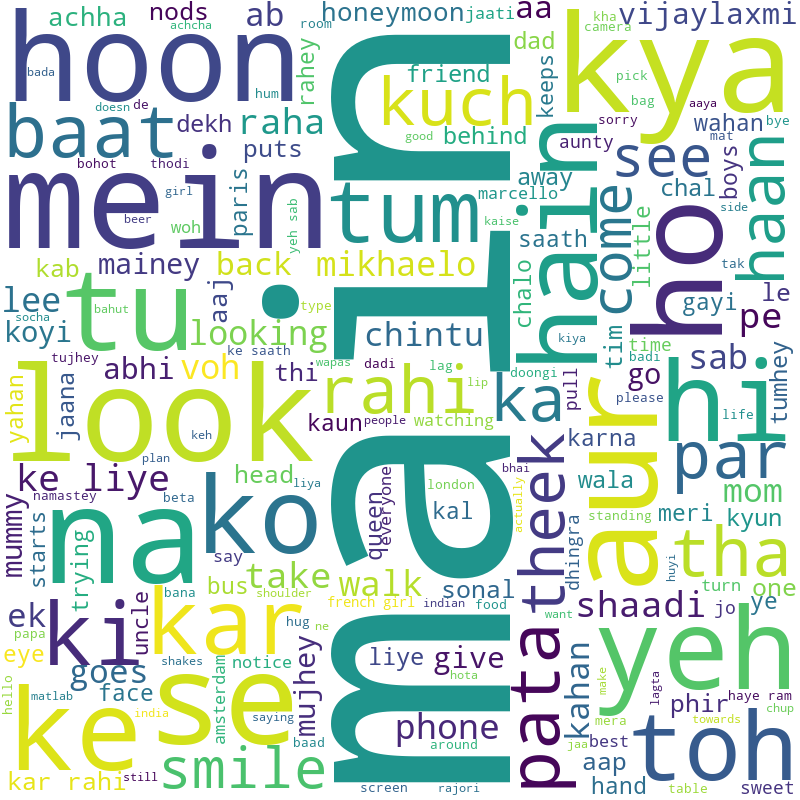 achha
nods
ab
room
honeymoon
jaati
aa
kha
camera
vijaylaxmi
achcha
hoon
bada
rahey
dad
kya
friend
keeps
kuch
pick
bag
aaya
hum
doesn
de
baat
dekh
raha
good
behind
sorry
wahan
mat
bye
puts
bohot
thodi
aunty
see
boys
haan
away
chal
marcello
mein
girl
paris
tum
hain
side
beer
woh
yeh sab
kaise
saath
come
little
ho
tak
kab
mainey
back
mikhaelo
chalo
gayi
le
lee
bahut
aaj
type
pe
tu
socha
looking
chintu
kiya
tim
time
koyi
ke saath
wapas
dadi
badi
sab
tujhey
abhi
voh
thi
lag
doongi
pull
go
tumhey
look
rahi
lip
ka
please
hi
yahan
jaana
kaun
people
watching
karna
life
keh
main
aur
par
plan
ke liye
head
bhai
theek
namastey
beta
liya
queen
everyone
london
wala
mom
mummy
starts
na
ko
kal
actually
standing
meri
kyun
trying
say
dhingra
tha
huyi
bus
take
walk
sonal
turn
one
bana
shoulder
french girl
indian
food
want
ek
papa
ki
uncle
kar
hug
ne
pata
shaadi
jo
ye
yeh
eye
shakes
notice
liye
give
kahan
make
goes
mujhey
hota
lagta
haye ram
hello
matlab
face
india
se
amsterdam
phone
mera
phir
towards
chup
ke
saying
baad
around
jaa
best
toh
smile
aap
kar rahi
still
screen
rajori
hand
table
sweet